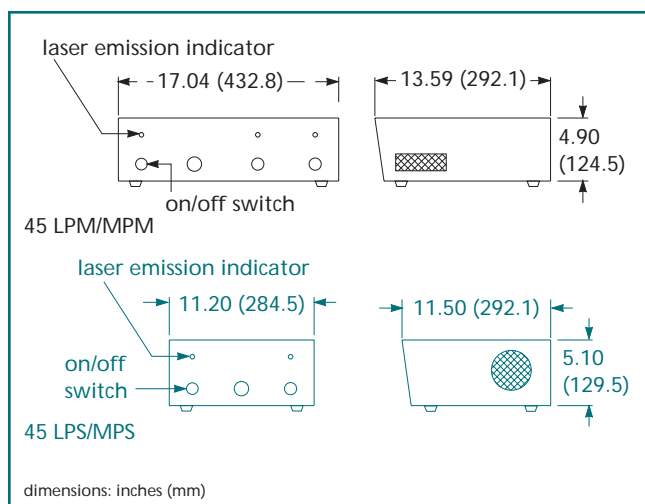 laser emission indicator
17.04 (432.8)
13.59 (292.1)
4.90
(124.5)
on/off switch
45 LPM/MPM
laser emission indicator
11.20 (284.5)
11.50 (292.1)
on/off
switch
5.10
(129.5)
45 LPS/MPS
dimensions: inches (mm)